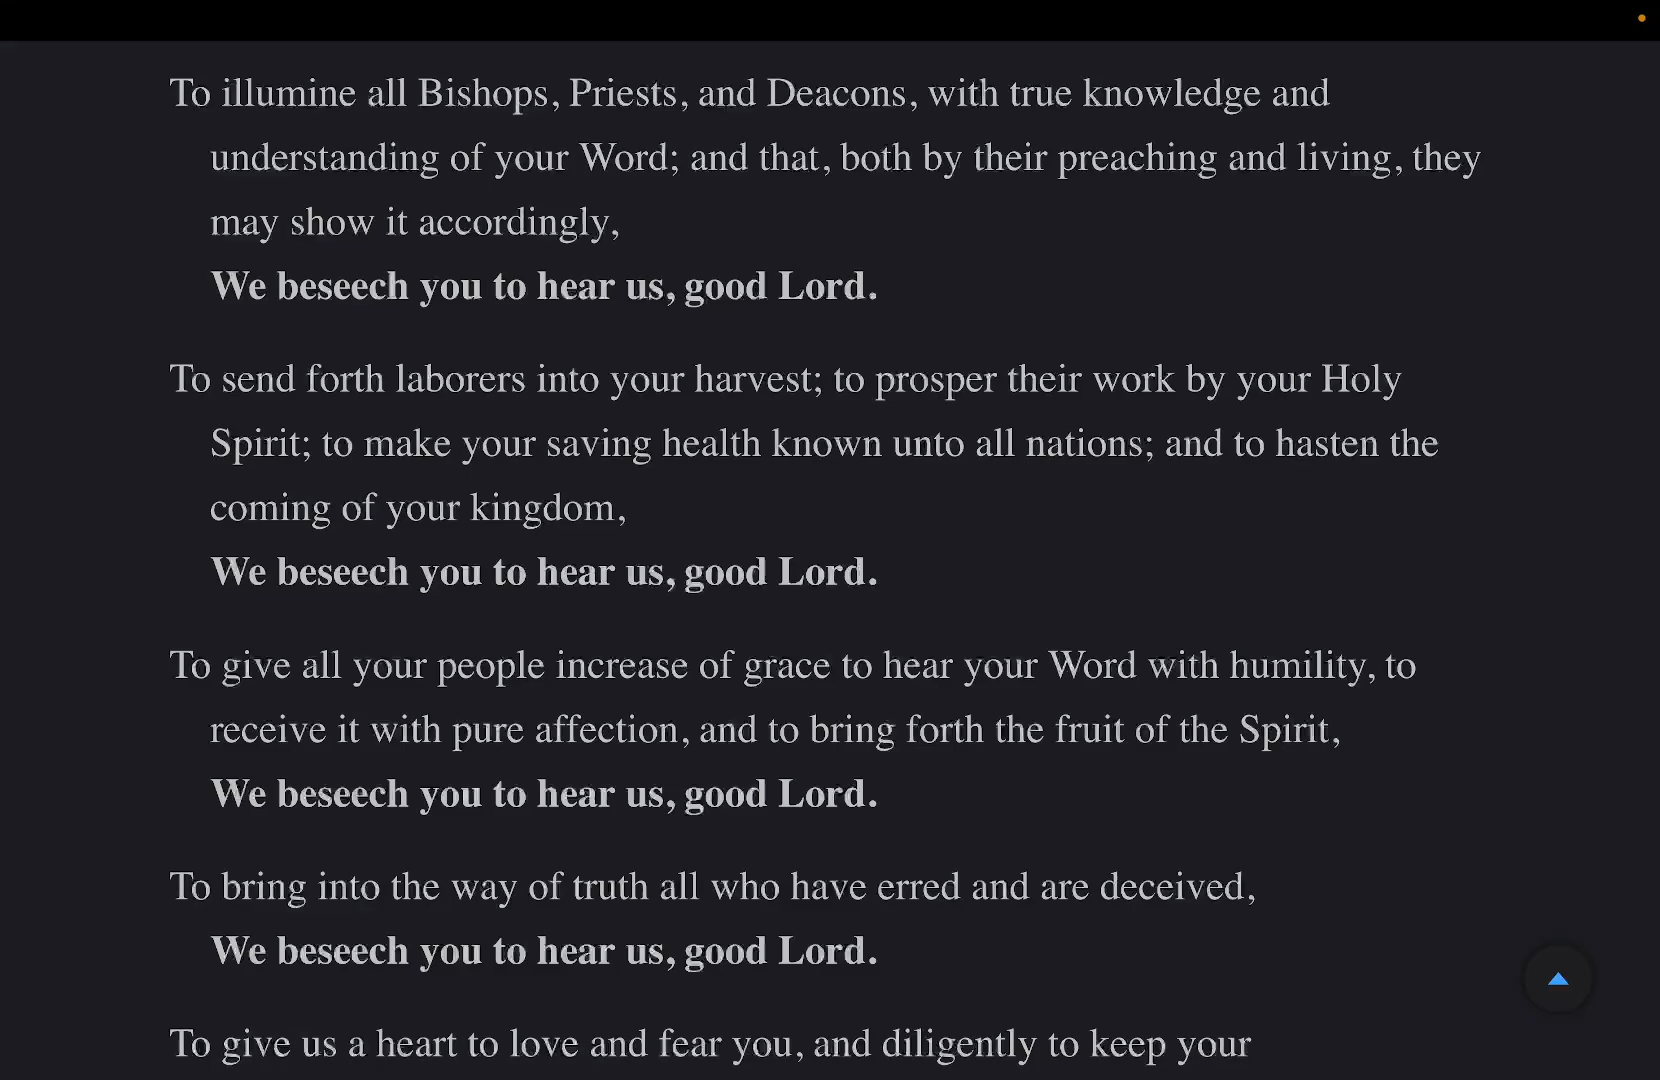 To illumine all Bishops, Priests, and Deacons, with true knowledge and
understanding of your Word; and that, both by their preaching and living, they
may show it accordingly,
We beseech you to hear us, good Lord.
To send forth laborers into your harvest; to prosper their work by your Holy
Spirit; to make your saving health known unto all nations; and to hasten the
coming of your kingdom,
We beseech you to hear us, good Lord.
To give all your people increase of grace to hear your Word with humility, to
receive it with pure affection, and to bring forth the fruit of the Spirit,
We beseech you to hear us, good Lord.
To bring into the way of truth all who have erred and are deceived,
We beseech you to hear us, good Lord.
To give us a heart to love and fear you, and diligently to keep your